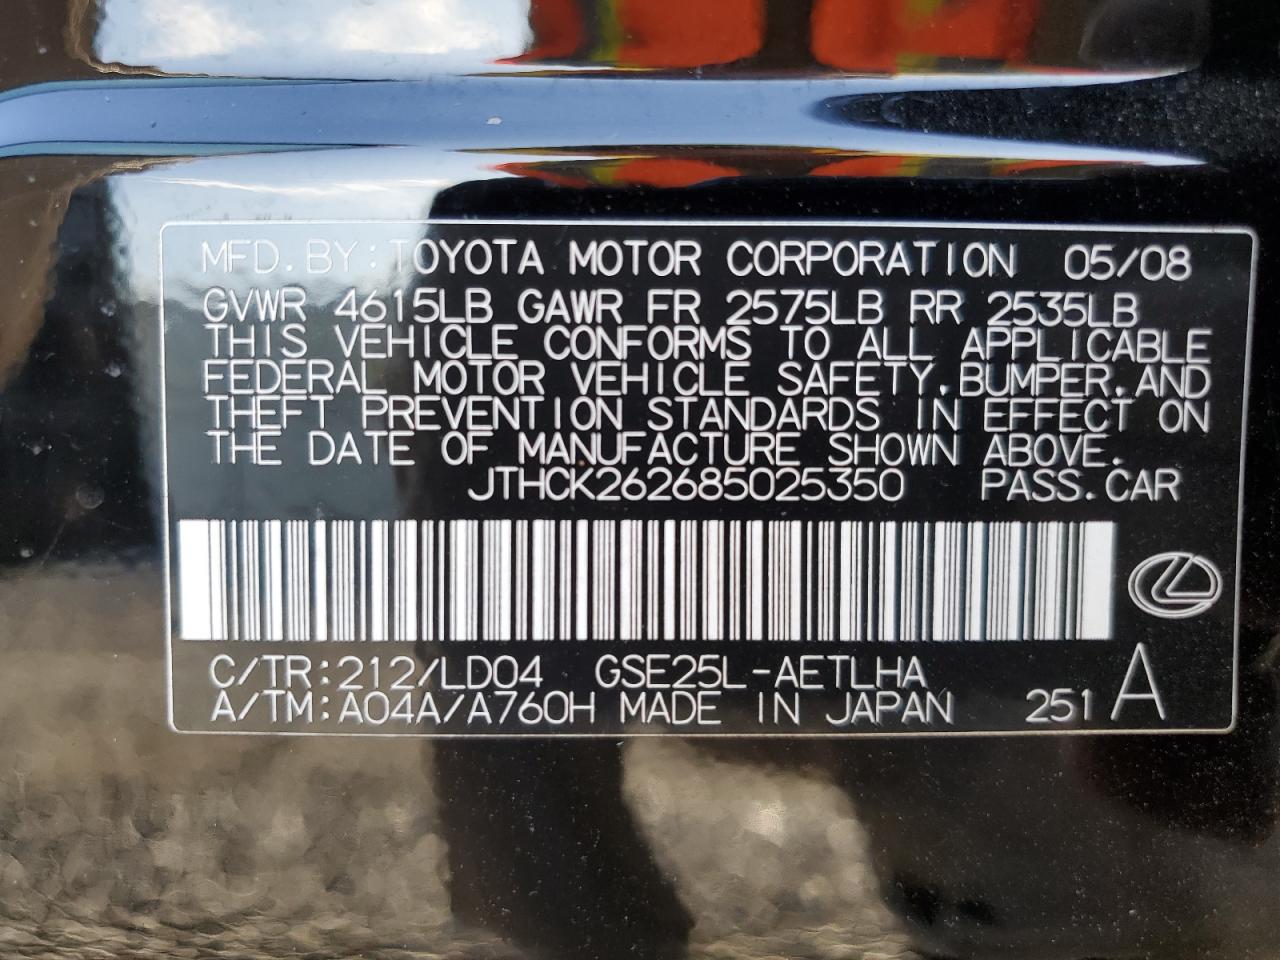 MFD. BY: TOYOTA MOTOR CORPORATION 05/08
GVWR 4615LB GAWR FR 2575LB RR 2535LB
THIS VEHICLE CONFORMS TO ALL APPLICABLE
FEDERAL MOTOR VEHICLE SAFETY, BUMPER, AND
THEFT PREVENTION STANDARDS IN EFFECT ON
THE DATE OF MANUFACTURE SHOWN ABOVE.
JTHCK262685025350 PASS. CAR
C/TR: 212/LD04 GSE25L-AETLHA
A/TM: A04A/A760H MADE IN JAPAN 251 A